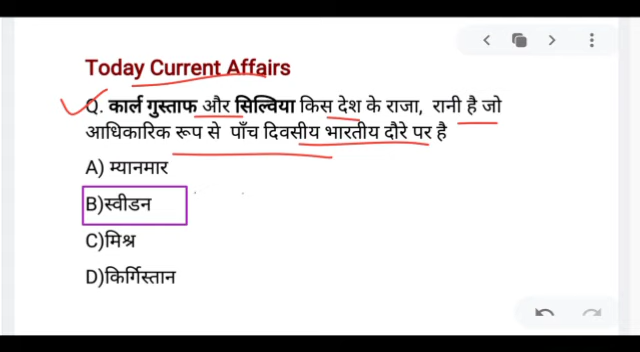 Today Current Affairs
Q. कार्ल गुस्ताफ और सिल्विया किस देश के राजा, रानी है जो
आधिकारिक रूप से पाँच दिवसीय भारतीय दौरे पर है
A) म्यानमार
B)स्वीडन
C)मिश्र
D)किर्गिस्तान